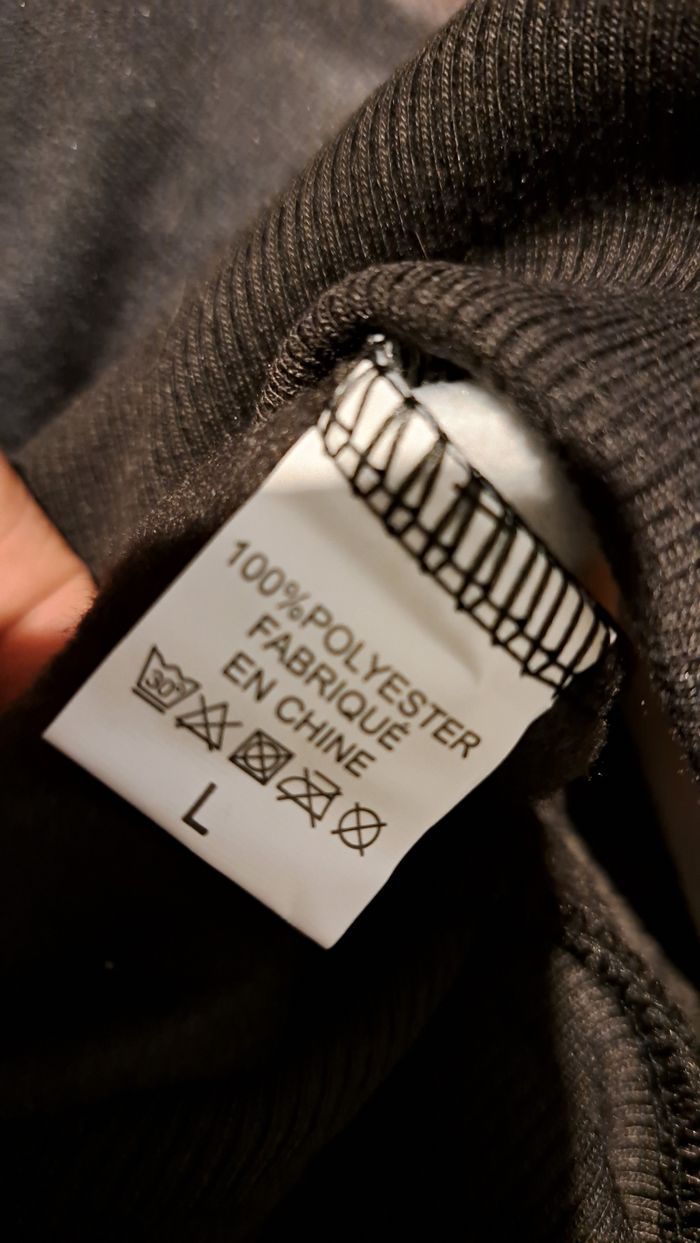 100%POLYESTER
FABRIQUÉ
EN CHINE
30°
L